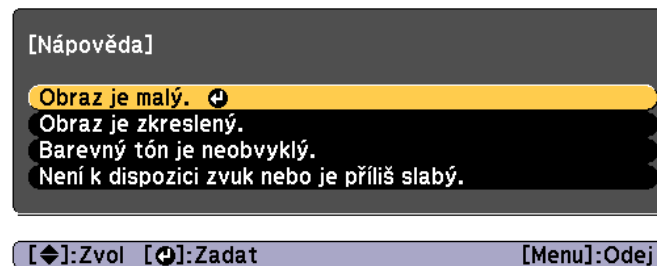 [Nápověda]
Obraz je malý.
Obraz je zkreslený.
Barevný tón je neobvyklý.
Není k dispozici zvuk nebo je příliš slabý.
[◆]:Zvol [⏎]:Zadat [Menu]:Odej